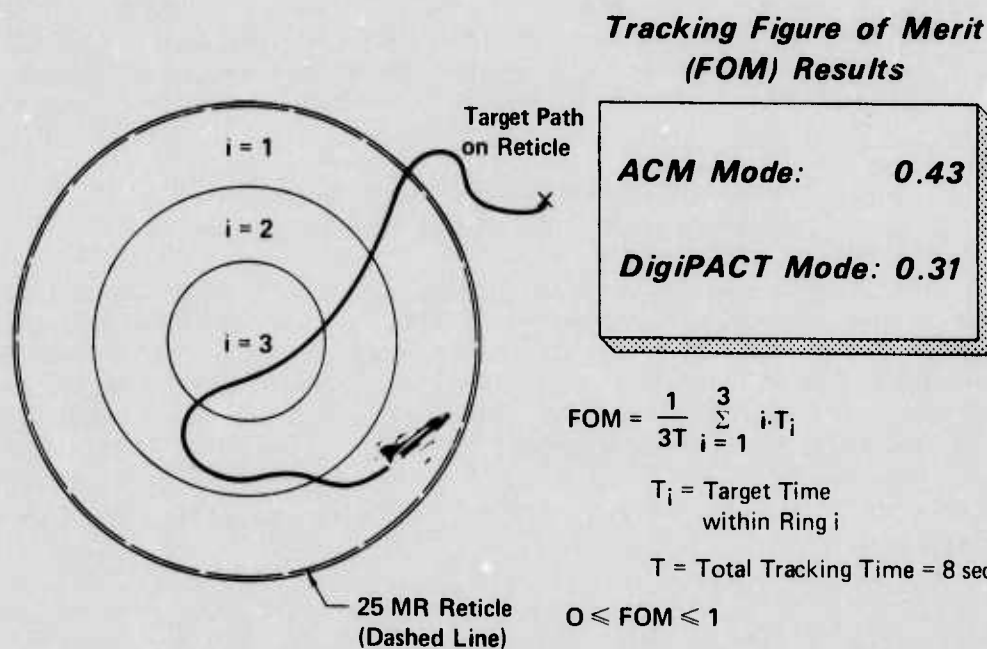 Tracking Figure of Merit
(FOM) Results
ACM Mode: 0.43
DigiPACT Mode: 0.31
Target Path
on Reticle
X
i = 1
i = 2
i = 3
25 MR Reticle
(Dashed Line)
FOM = 1/3T 3 Σ i = 1 i·Ti
Ti = Target Time
within Ring i
T = Total Tracking Time = 8 sec
O < FOM ⩽ 1